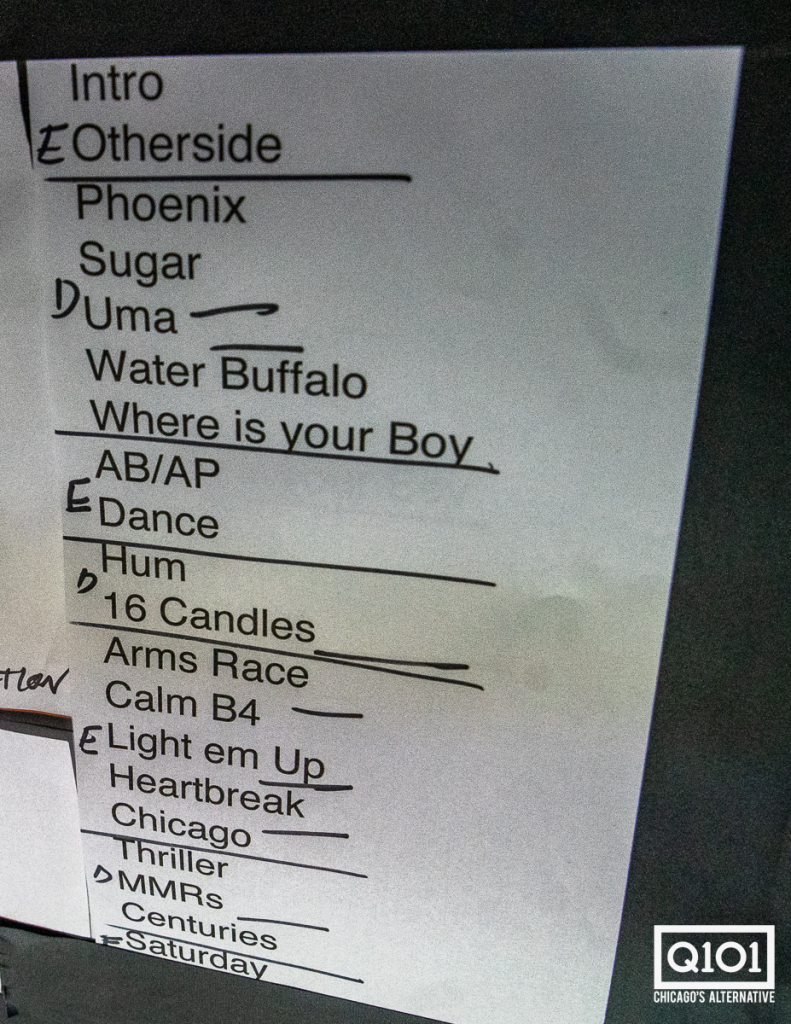 Intro
E Otherside
Phoenix
Sugar
D Uma
Water Buffalo
Where is your Boy
AB/AP
E Dance
Hum
D 16 Candles
Arms Race
Calm B4
E Light em Up
Heartbreak
Chicago
Thriller
D MMRs
Centuries
E Saturday
Q101
CHICAGO'S ALTERNATIVE